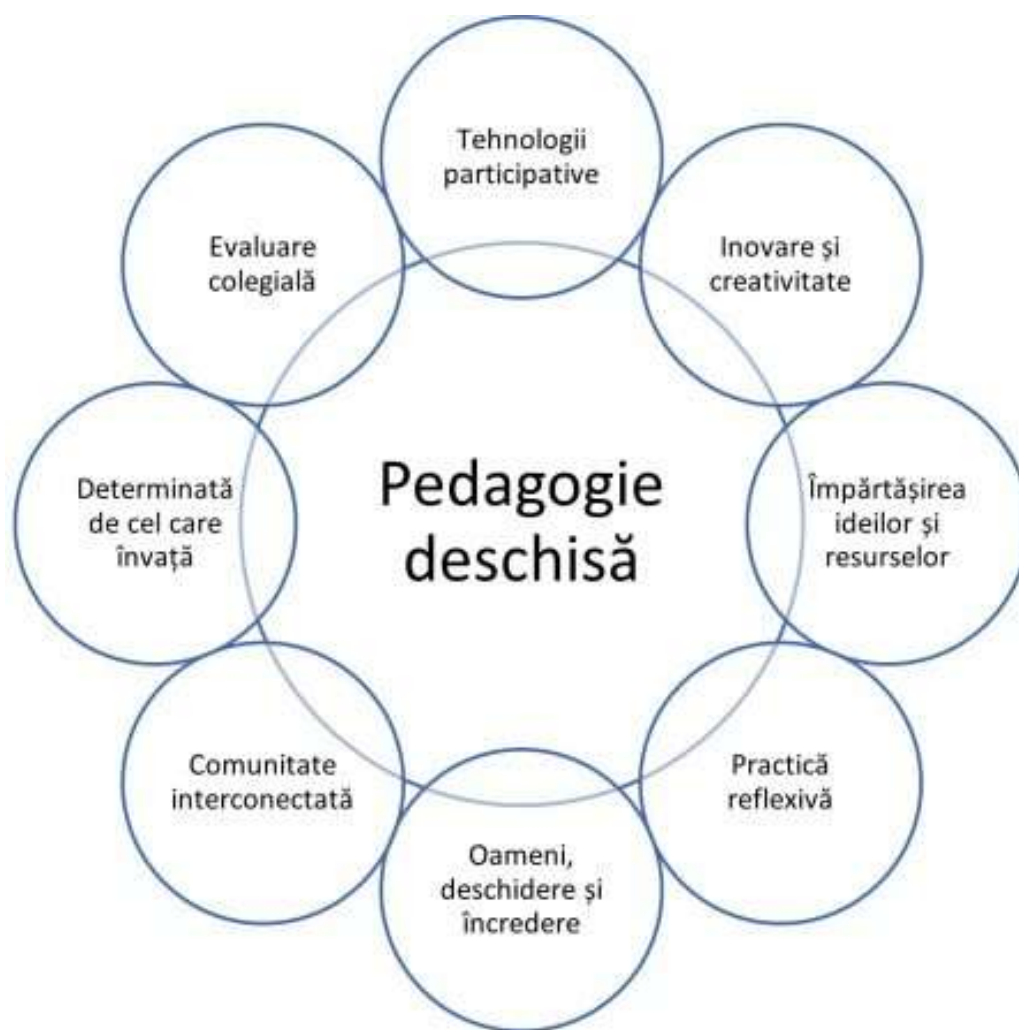 Tehnologii
participative
Inovare și
creativitate
Împărtășirea
ideilor și
resurselor
Practică
reflexivă
Oameni,
deschidere și
încredere
Comunitate
interconectată
Determinată
de cel care
învață
Evaluare
colegială
Pedagogie
deschisă